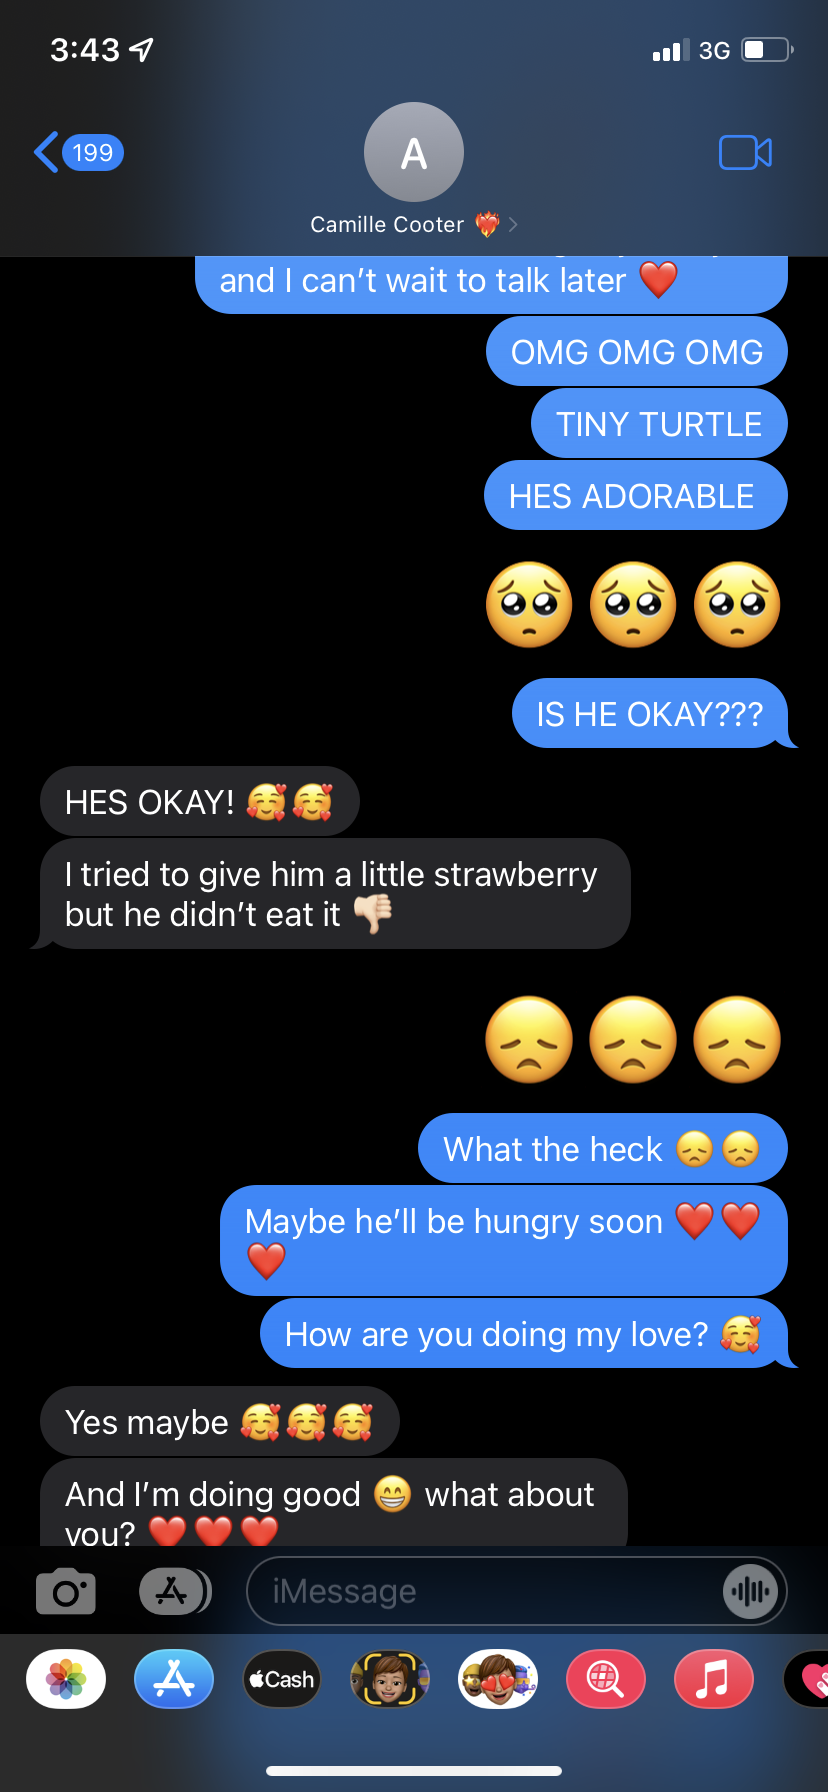 3:43
3G
199
A
Camille Cooter ❤️‍🔥
and I can’t wait to talk later ❤️
OMG OMG OMG
TINY TURTLE
HES ADORABLE
🥺🥺🥺
IS HE OKAY???
HES OKAY! 🥰🥰
I tried to give him a little strawberry
but he didn’t eat it 👎🏻
😞😞😞
What the heck 😞😞
Maybe he’ll be hungry soon ❤️❤️
❤️
How are you doing my love? 🥰
Yes maybe 🥰🥰🥰
And I’m doing good 😁 what about
you? ❤️❤️❤️
iMessage
Cash